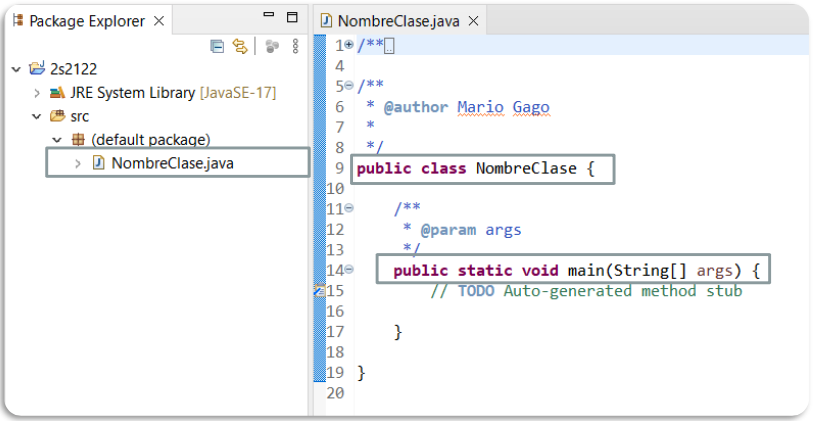 Package Explorer ×
2s2122
JRE System Library [JavaSE-17]
src
(default package)
NombreClase.java
NombreClase.java ×
1 /**
4
5 /**
6 * @author Mario Gago
7 *
8 */
9 public class NombreClase {
10
11 /**
12 * @param args
13 */
14 public static void main(String[] args) {
15 // TODO Auto-generated method stub
16
17 }
18
19 }
20